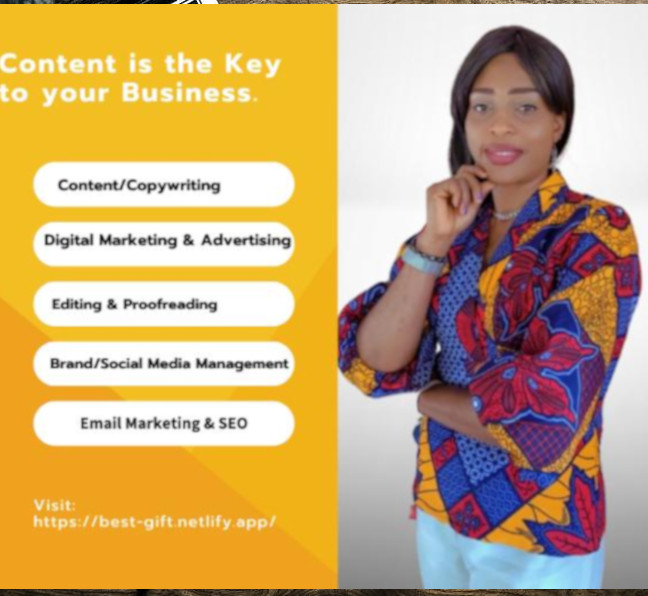 Content is the Key
to your Business.
Content/Copywriting
Digital Marketing & Advertising
Editing & Proofreading
Brand/Social Media Management
Email Marketing & SEO
Visit:
https://best-gift.netlify.app/